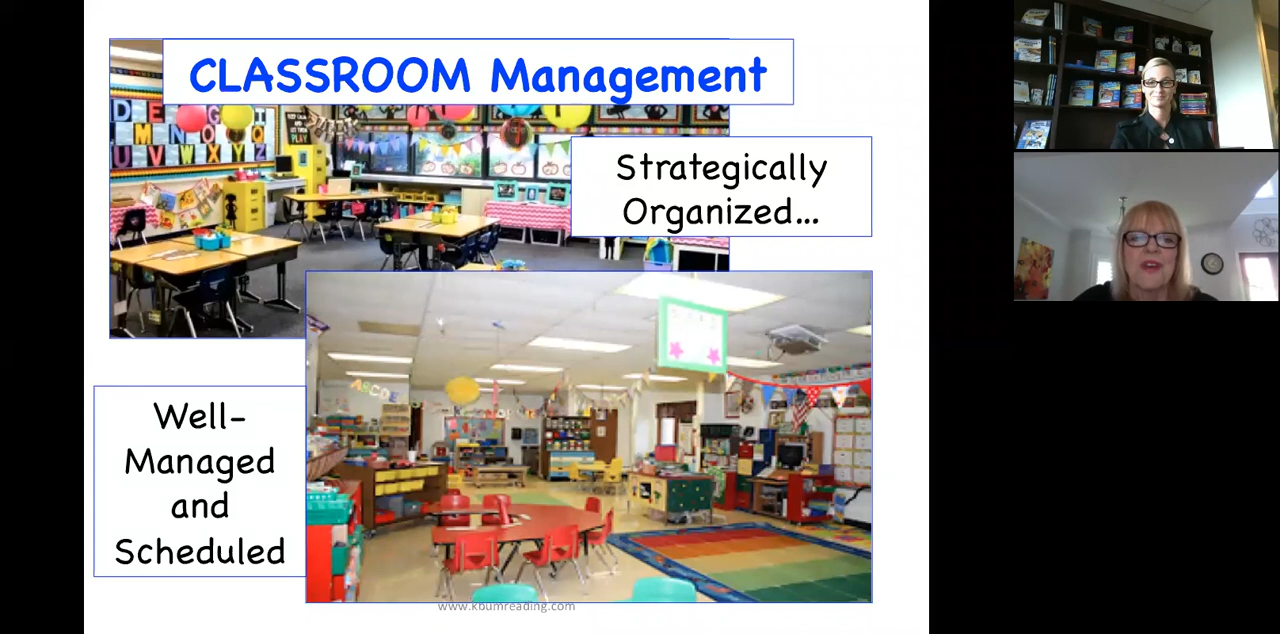 CLASSROOM Management
Strategically
Organized...
Well-
Managed
and
Scheduled
D E G I
L M N O Q
U V W X Y Z
A B C D E
www.kbumreading.com